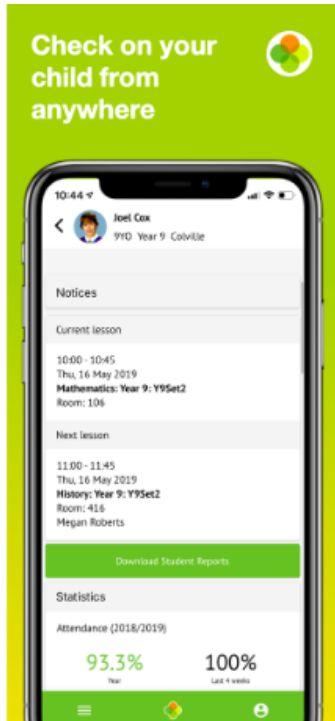 Check on your
child from
anywhere
10:44
Joel Cox
9YO Year 9 Colville
Notices
Current lesson
10:00 - 10:45
Thu, 16 May 2019
Mathematics: Year 9: Y9Set2
Room: 106
Next lesson
11:00 - 11:45
Thu, 16 May 2019
History: Year 9: Y9Set2
Room: 416
Megan Roberts
Download Student Reports
Statistics
Attendance (2018/2019)
93.3% 100%
Year Last 4 weeks